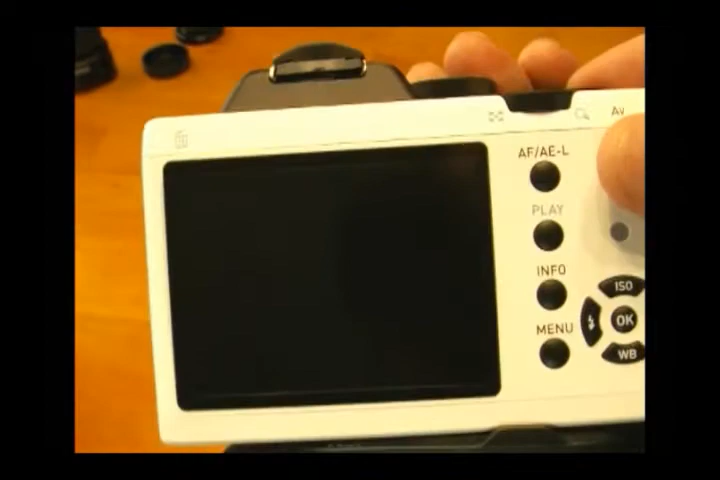 Av
AF/AE-L
PLAY
INFO
ISO
OK
MENU
WB